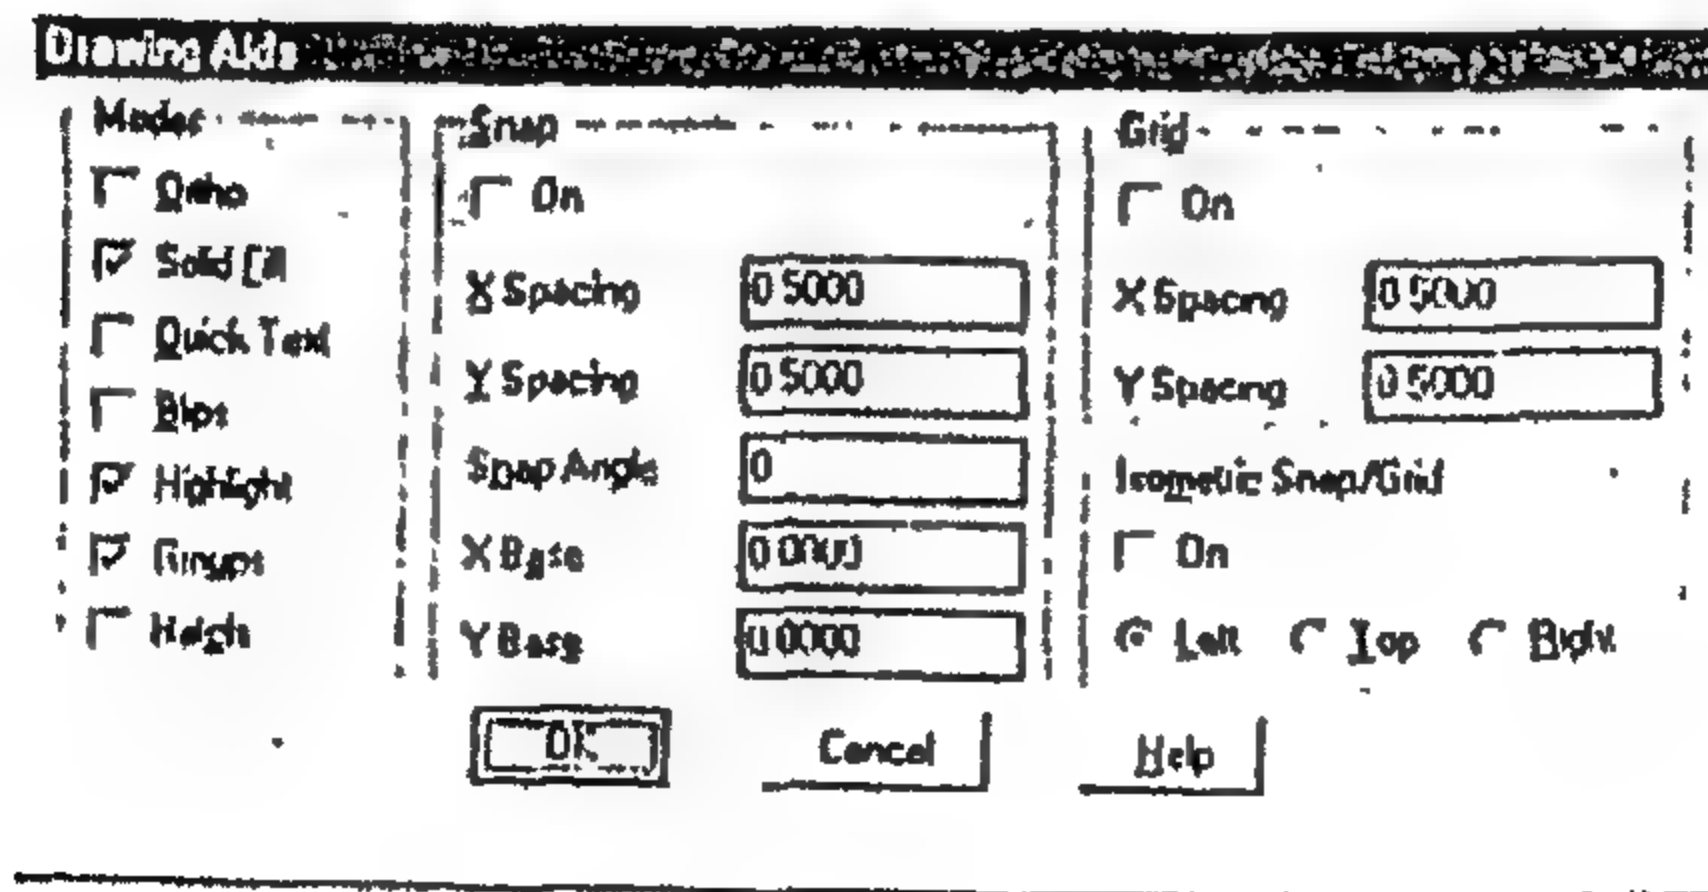 Drawing Aids
Modes
Ortho
Solid Fill
Quick Text
Blips
Highlight
Groups
Hatch
Snap
On
X Spacing 0.5000
Y Spacing 0.5000
Snap Angle 0
X Base 0.0000
Y Base 0.0000
Grid
On
X Spacing 0.5000
Y Spacing 0.5000
Isometric Snap/Grid
On
Left Top Right
OK Cancel Help